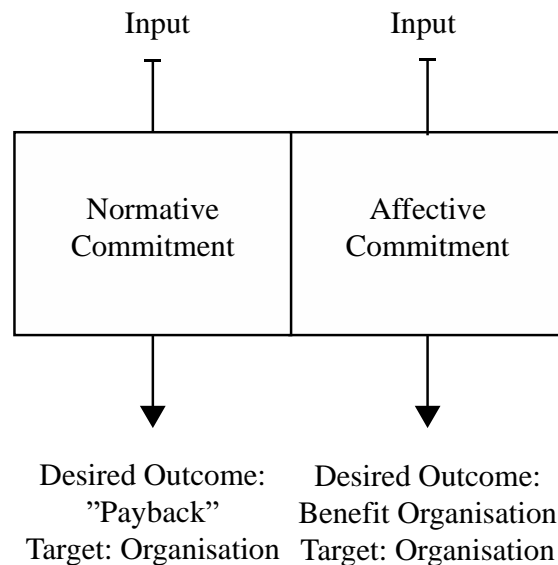 Input
Input
Normative
Commitment
Affective
Commitment
Desired Outcome:
”Payback”
Target: Organisation
Desired Outcome:
Benefit Organisation
Target: Organisation